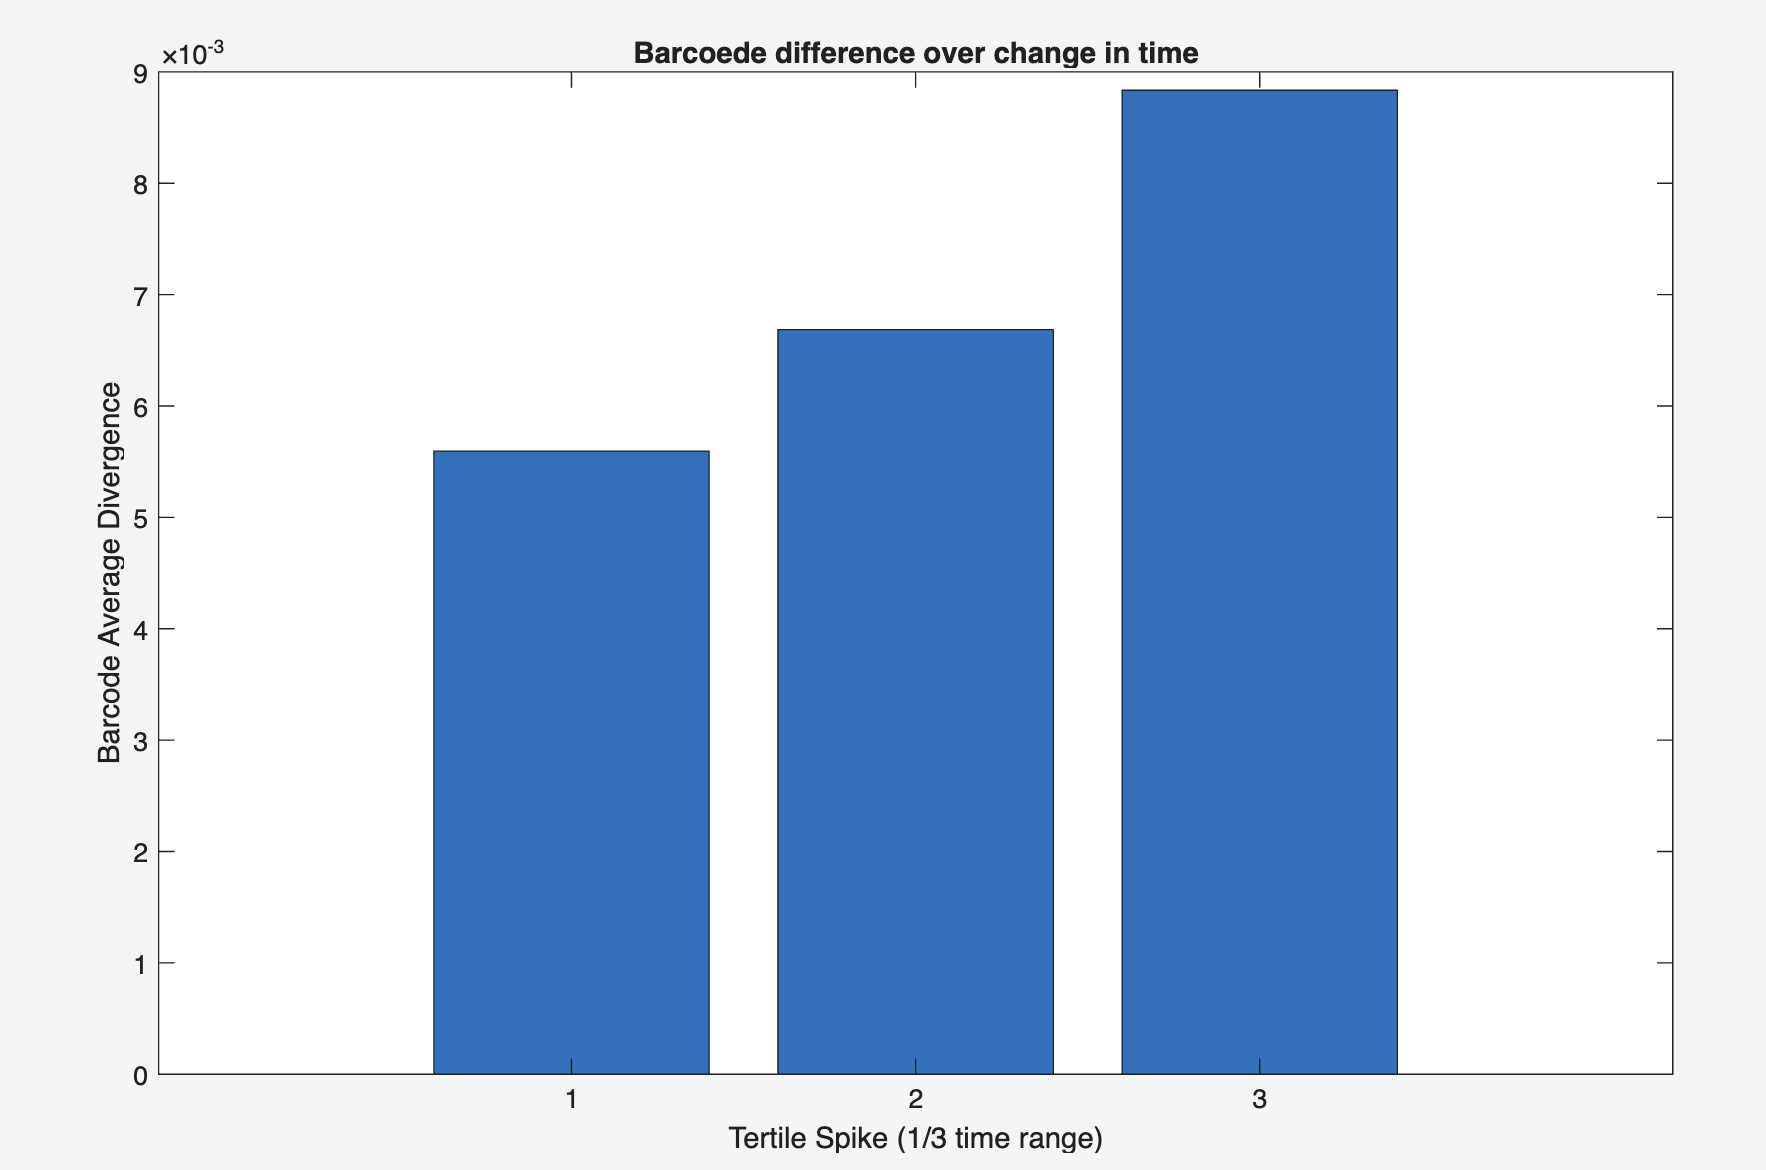 ×10-3
Barcoede difference over change in time
9
8
7
6
5
4
3
2
1
0
Barcode Average Divergence
1 2 3
Tertile Spike (1/3 time range)